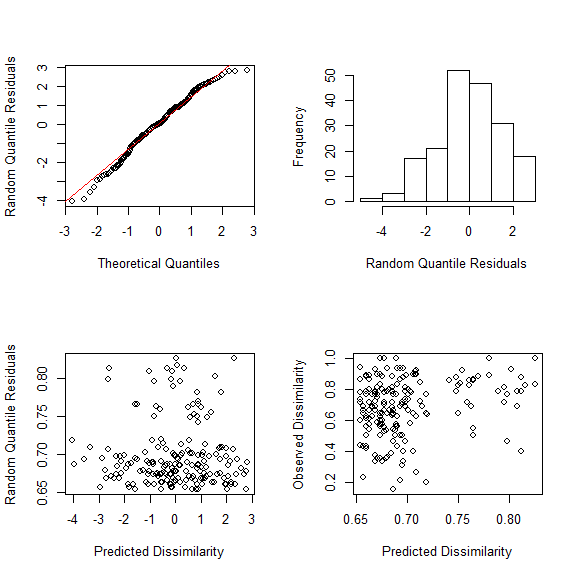 Random Quantile Residuals
-4 -2 0 1 2 3
-3 -2 -1 0 1 2 3
Theoretical Quantiles
Frequency
0 10 20 30 40 50
-4 -2 0 2
Random Quantile Residuals
Random Quantile Residuals
0.65 0.70 0.75 0.80
-4 -3 -2 -1 0 1 2 3
Predicted Dissimilarity
Observed Dissimilarity
0.2 0.4 0.6 0.8 1.0
0.65 0.70 0.75 0.80
Predicted Dissimilarity